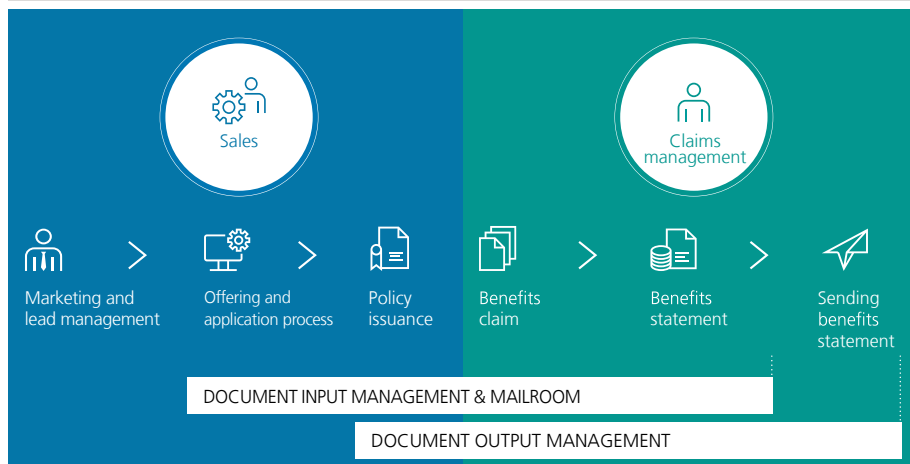 Sales
Claims
management
Marketing and
lead management
Offering and
application process
Policy
issuance
Benefits
claim
Benefits
statement
Sending
benefits
statement
DOCUMENT INPUT MANAGEMENT & MAILROOM
DOCUMENT OUTPUT MANAGEMENT